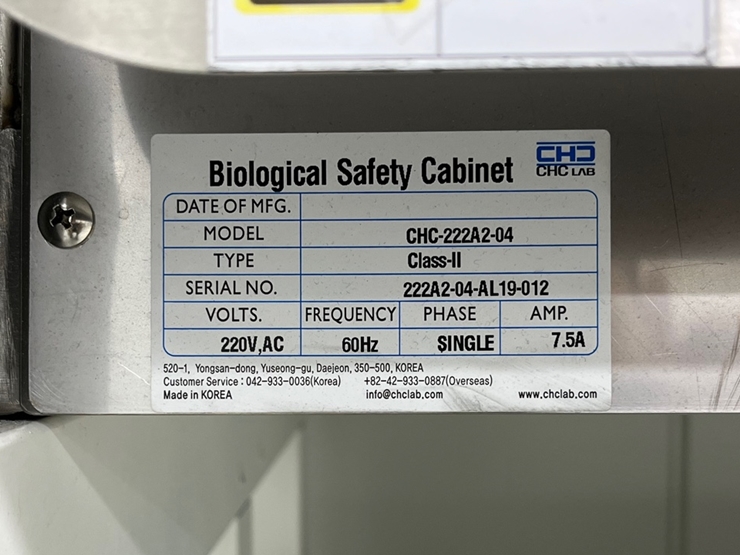 Biological Safety Cabinet
CHC
CHC LAB
DATE OF MFG.
MODEL CHC-222A2-04
TYPE Class-II
SERIAL NO. 222A2-04-AL19-012
VOLTS. FREQUENCY PHASE AMP.
220V,AC 60Hz SINGLE 7.5A
520-1, Yongsan-dong, Yuseong-gu, Daejeon, 350-500, KOREA
Customer Service : 042-933-0036(Korea) +82-42-933-0887(Overseas)
Made in KOREA info@chclab.com www.chclab.com